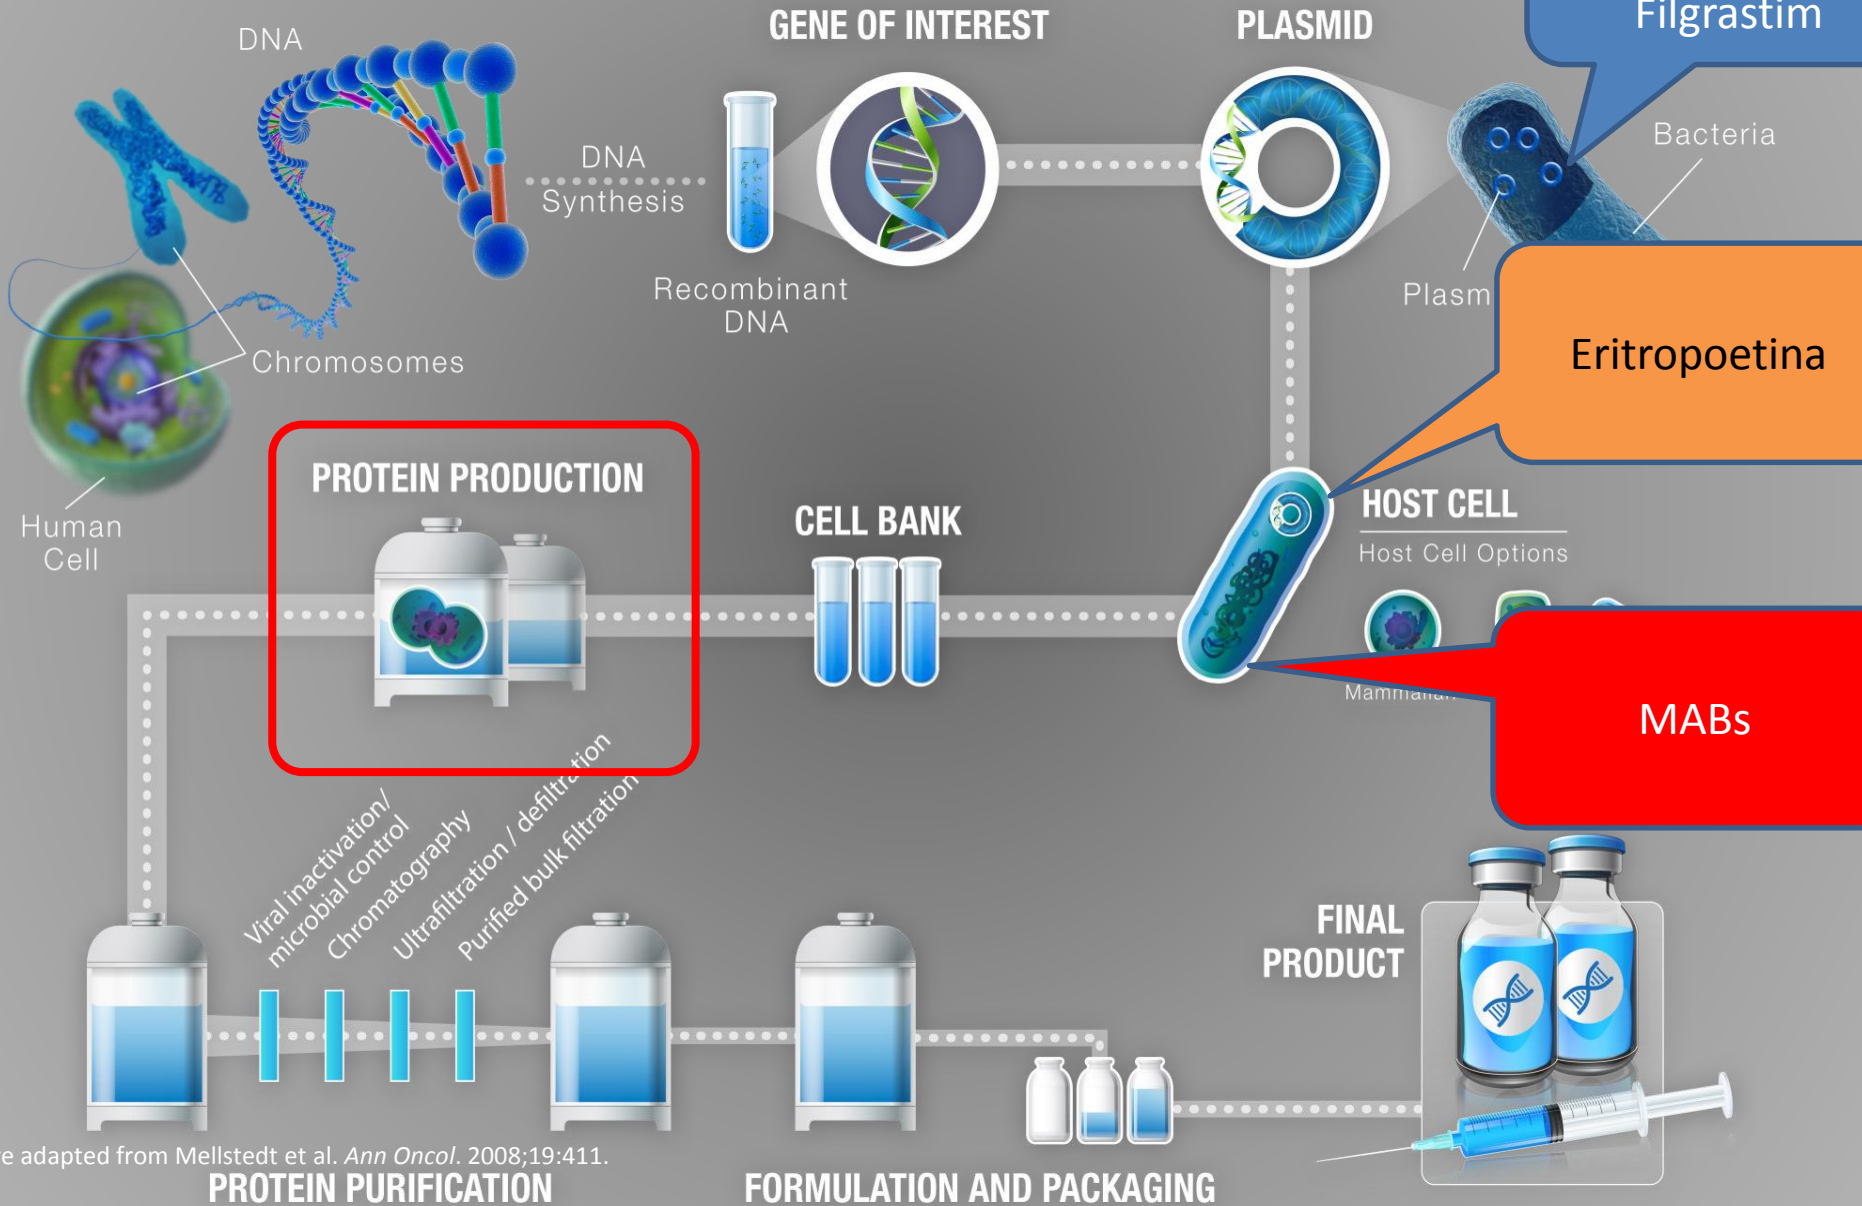 Filgrastim
DNA
GENE OF INTEREST
PLASMID
Bacteria
DNA
Synthesis
Recombinant
DNA
Chromosomes
Eritropoetina
Human
Cell
PROTEIN PRODUCTION
CELL BANK
HOST CELL
Host Cell Options
MABs
Viral inactivation/
microbial control
Chromatography
Ultrafiltration / defiltration
Purified bulk filtration
FINAL
PRODUCT
adapted from Mellstedt et al. Ann Oncol. 2008;19:411.
PROTEIN PURIFICATION
FORMULATION AND PACKAGING